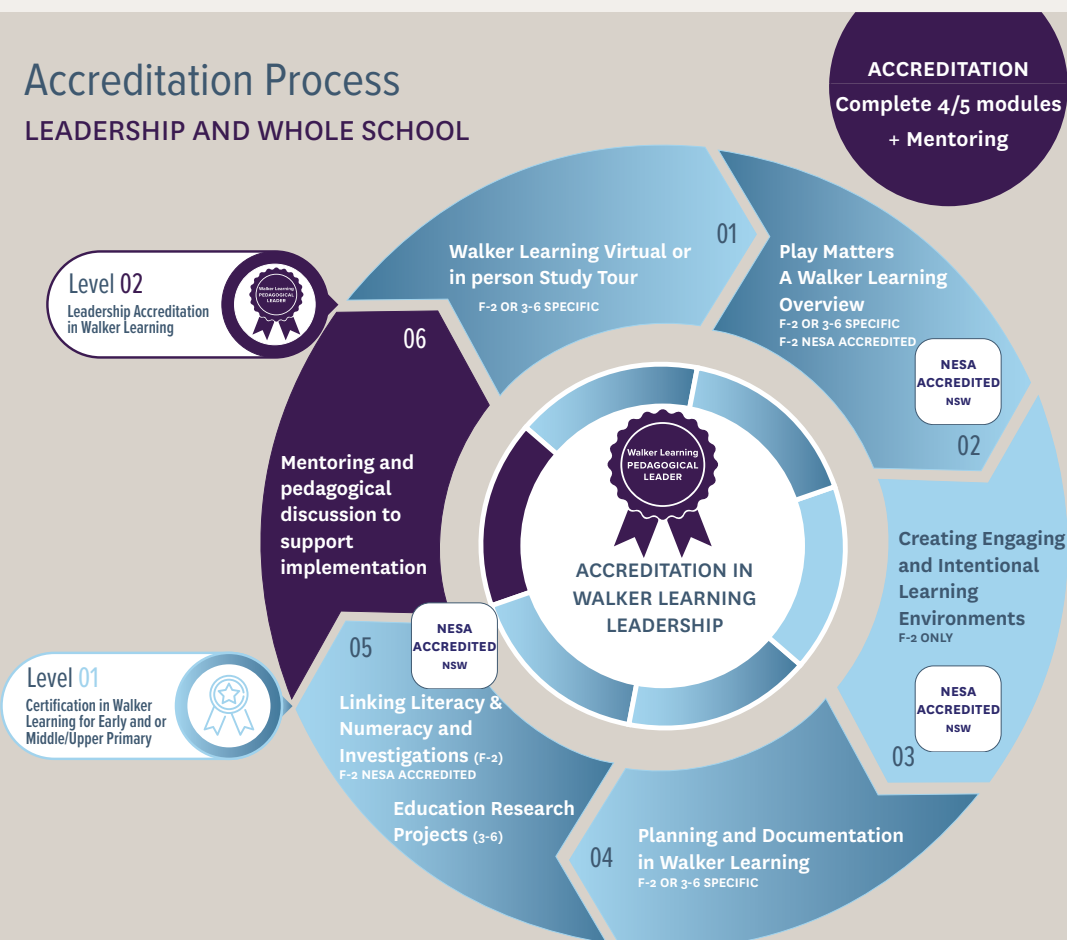 Accreditation Process
LEADERSHIP AND WHOLE SCHOOL
ACCREDITATION
Complete 4/5 modules
+ Mentoring
01
Walker Learning Virtual or
in person Study Tour
F-2 OR 3-6 SPECIFIC
Play Matters
A Walker Learning
Overview
F-2 OR 3-6 SPECIFIC
F-2 NESA ACCREDITED
NESA
ACCREDITED
NSW
02
Creating Engaging
and Intentional
Learning
Environments
F-2 ONLY
NESA
ACCREDITED
NSW
03
04
Planning and Documentation
in Walker Learning
F-2 OR 3-6 SPECIFIC
05
NESA
ACCREDITED
NSW
Linking Literacy &
Numeracy and
Investigations (F-2)
F-2 NESA ACCREDITED
Education Research
Projects (3-6)
06
Mentoring and
pedagogical
discussion to
support
implementation
Level 02
Leadership Accreditation
in Walker Learning
Walker Learning
PEDAGOGICAL
LEADER
Level 01
Certification in Walker
Learning for Early and or
Middle/Upper Primary
Walker Learning
PEDAGOGICAL
LEADER
ACCREDITATION IN
WALKER LEARNING
LEADERSHIP